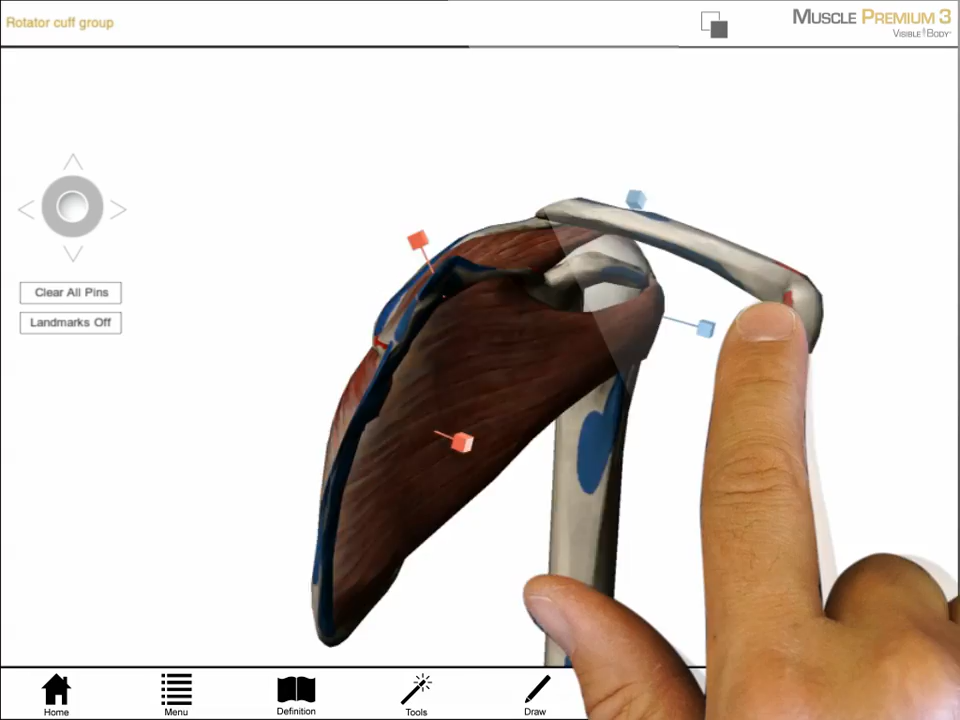 Rotator cuff group
MUSCLE PREMIUM 3
VISIBLE BODY
Clear All Pins
Landmarks Off
Home
Menu
Definition
Tools
Draw